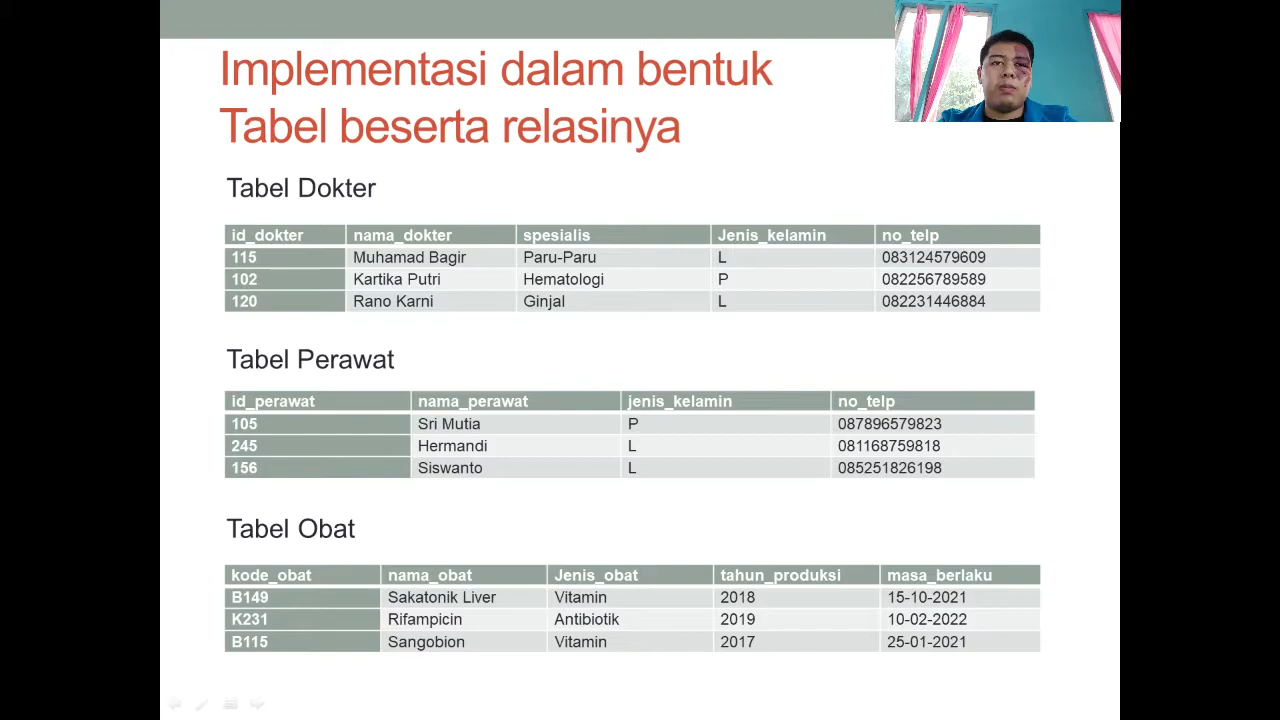 Implementasi dalam bentuk
Tabel beserta relasinya
Tabel Dokter
id_dokter nama_dokter spesialis Jenis_kelamin no_telp
115 Muhamad Bagir Paru-Paru L 083124579609
102 Kartika Putri Hematologi P 082256789589
120 Rano Karni Ginjal L 082231446884
Tabel Perawat
id_perawat nama_perawat jenis_kelamin no_telp
105 Sri Mutia P 087896579823
245 Hermandi L 081168759818
156 Siswanto L 085251826198
Tabel Obat
kode_obat nama_obat Jenis_obat tahun_produksi masa_berlaku
B149 Sakatonik Liver Vitamin 2018 15-10-2021
K231 Rifampicin Antibiotik 2019 10-02-2022
B115 Sangobion Vitamin 2017 25-01-2021